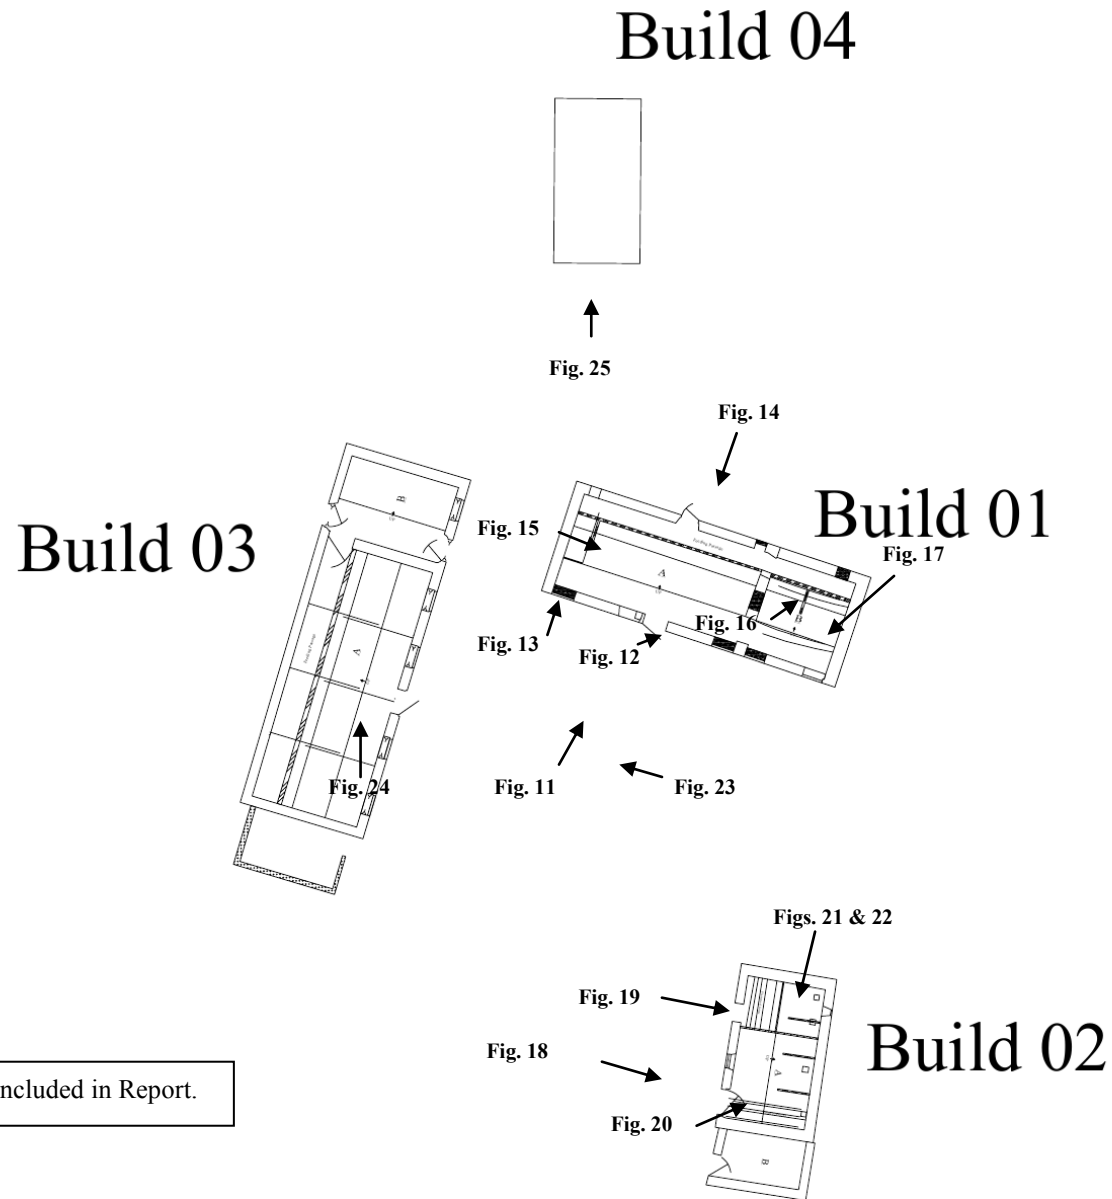 Build 04
Fig. 25
Fig. 14
Build 01
Build 03
Fig. 15
Fig. 17
B
A
Fig. 16
B
Fig. 13
Fig. 12
A
Fig. 24
Fig. 11
Fig. 23
Figs. 21 & 22
Fig. 19
Build 02
Fig. 18
A
Fig. 20
B
ncluded in Report.